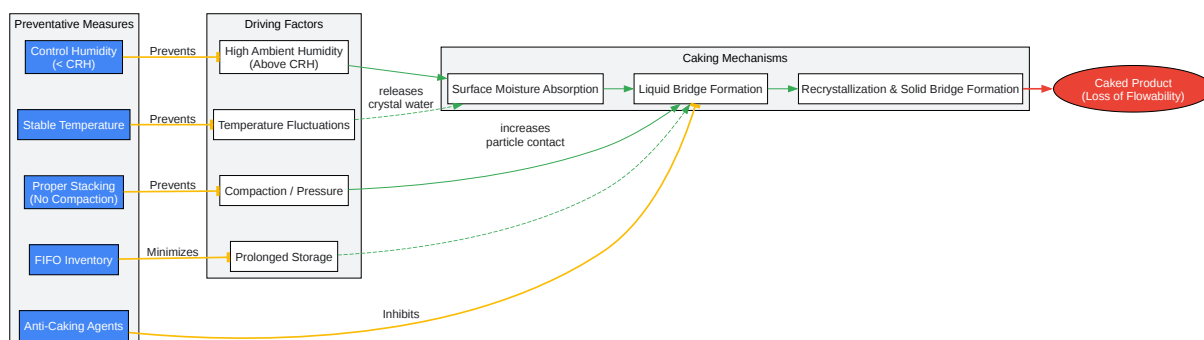 Preventative Measures
Control Humidity
(< CRH)
Stable Temperature
Proper Stacking
(No Compaction)
FIFO Inventory
Anti-Caking Agents
Prevents
Prevents
Prevents
Minimizes
Inhibits
Driving Factors
High Ambient Humidity
(Above CRH)
Temperature Fluctuations
Compaction / Pressure
Prolonged Storage
releases
crystal water
increases
particle contact
Caking Mechanisms
Surface Moisture Absorption
Liquid Bridge Formation
Recrystallization & Solid Bridge Formation
Caked Product
(Loss of Flowability)